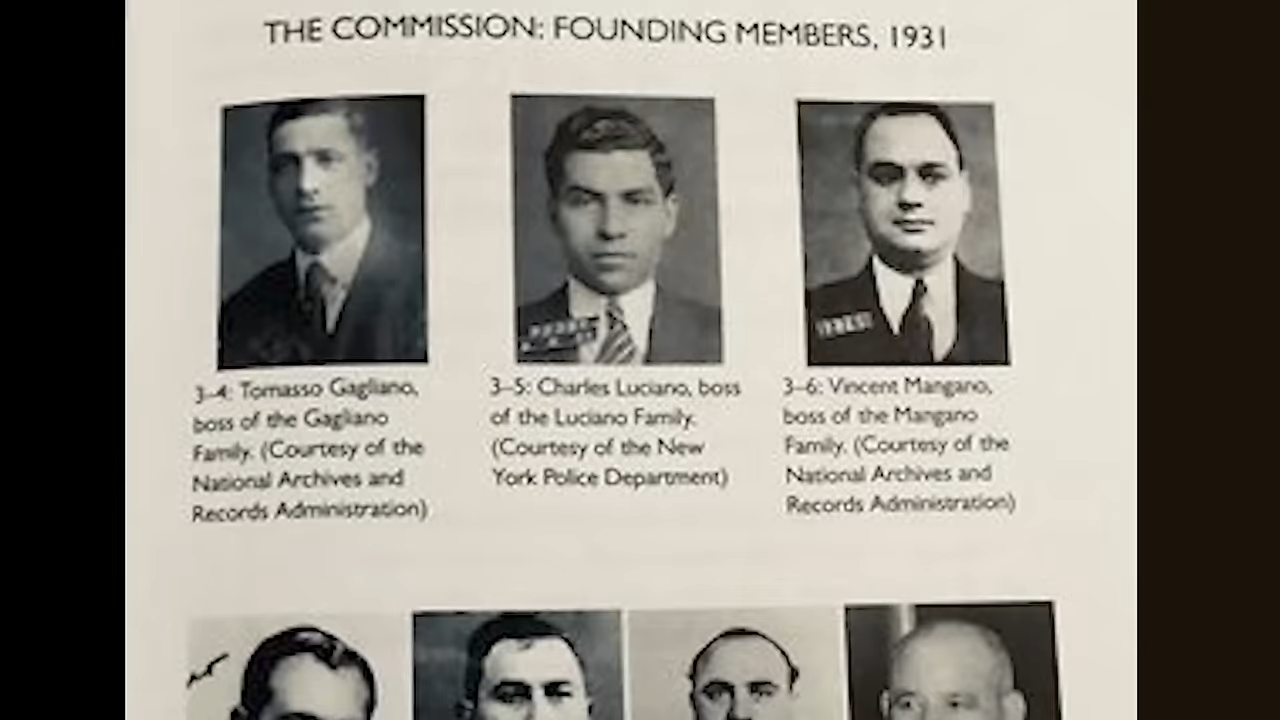 THE COMMISSION: FOUNDING MEMBERS, 1931
3–4: Tomasso Gagliano,
boss of the Gagliano
Family. (Courtesy of the
National Archives and
Records Administration)
3–5: Charles Luciano, boss
of the Luciano Family.
(Courtesy of the New
York Police Department)
3–6: Vincent Mangano,
boss of the Mangano
Family. (Courtesy of the
National Archives and
Records Administration)